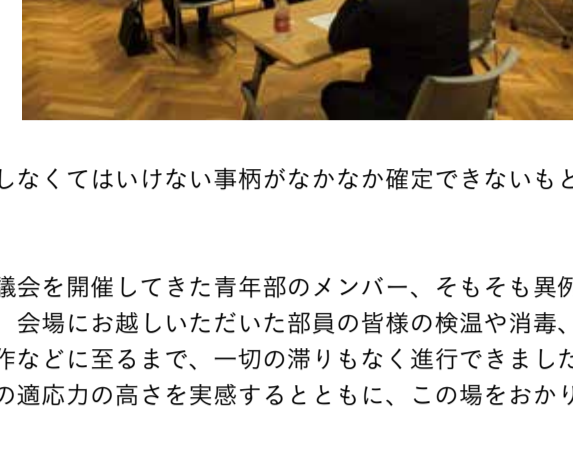 しなくてはいけない事柄がなかなか確定できないもと
議会を開催してきた青年部のメンバー、そもそも異例
会場にお越しいただいた部員の皆様の検温や消毒、
作などに至るまで、一切の滞りもなく進行できました
の適応力の高さを実感するとともに、この場をおかり